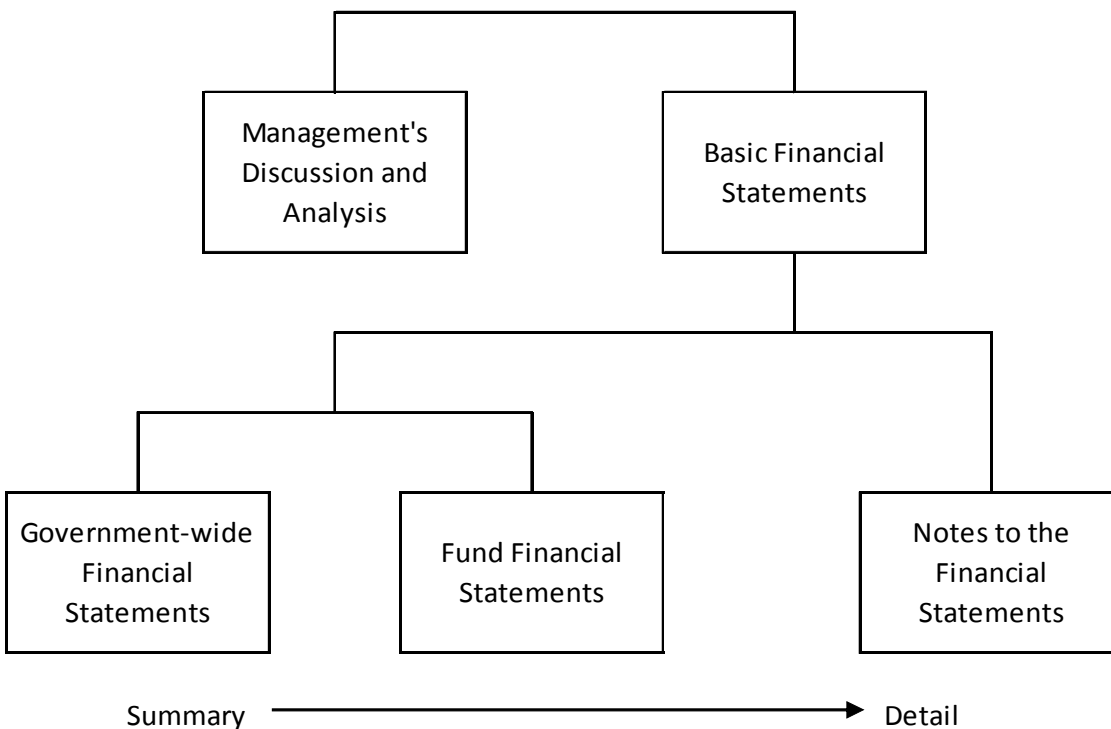 Management's
Discussion and
Analysis
Basic Financial
Statements
Government-wide
Financial
Statements
Fund Financial
Statements
Notes to the
Financial
Statements
Summary
Detail